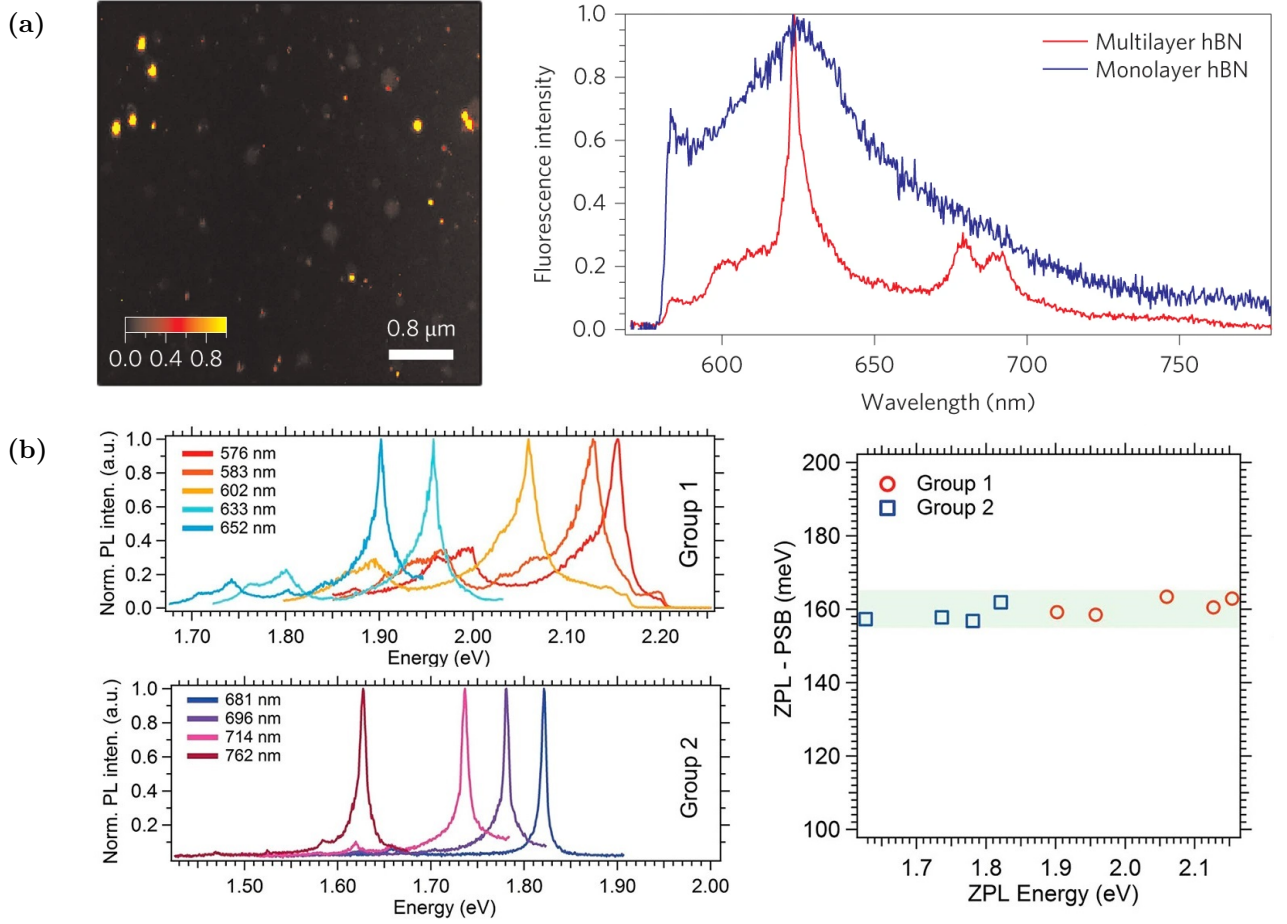 (a)
0.0 0.4 0.8
0.8 µm
Fluorescence intensity
1.0
0.8
0.6
0.4
0.2
0.0
Multilayer hBN
Monolayer hBN
600 650 700 750
Wavelength (nm)
(b)
Norm. PL inten. (a.u.)
1.0
0.8
0.6
0.4
0.2
0.0
576 nm
583 nm
602 nm
633 nm
652 nm
Group 1
1.70 1.80 1.90 2.00 2.10 2.20
Energy (eV)
Norm. PL inten. (a.u.)
1.0
0.8
0.6
0.4
0.2
681 nm
696 nm
714 nm
762 nm
Group 2
1.50 1.60 1.70 1.80 1.90 2.00
Energy (eV)
ZPL - PSB (meV)
200
180
160
140
120
100
Group 1
Group 2
1.7 1.8 1.9 2.0 2.1
ZPL Energy (eV)